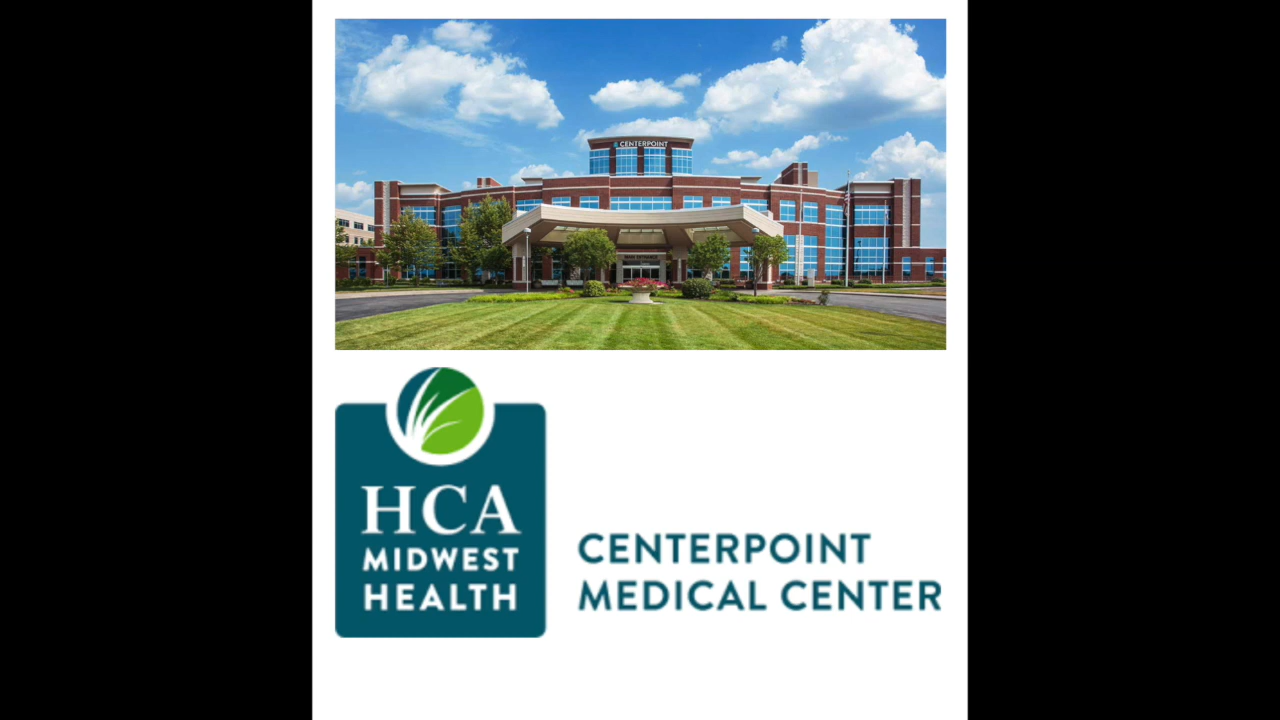 CENTERPOINT
HCA
MIDWEST
HEALTH
CENTERPOINT
MEDICAL CENTER